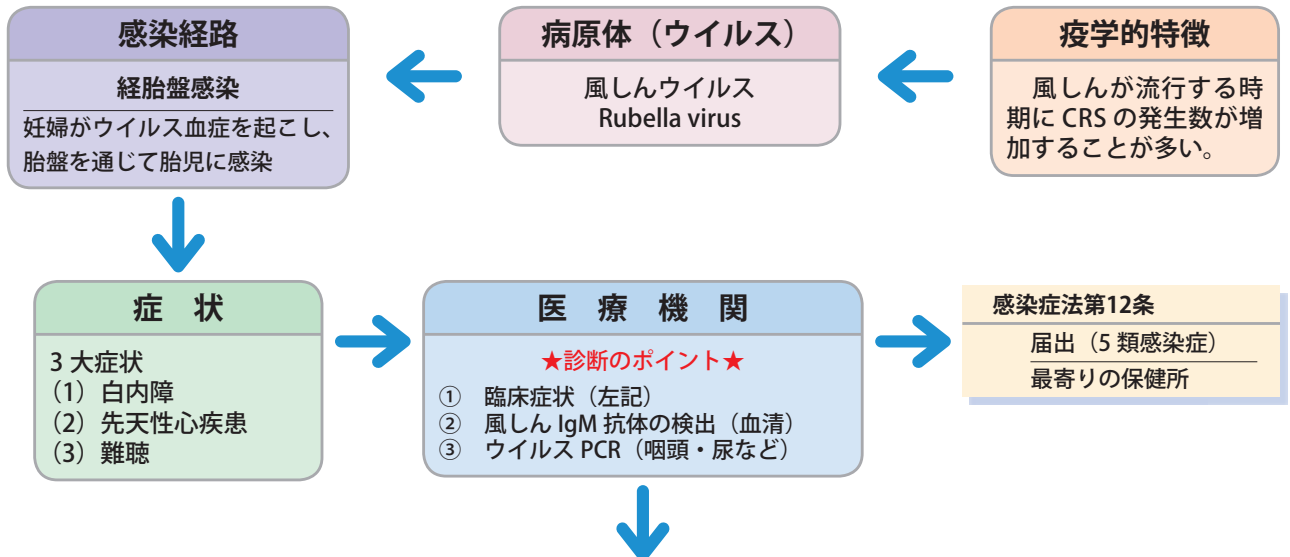 感染経路
経胎盤感染
妊婦がウイルス血症を起こし、
胎盤を通じて胎児に感染
病原体（ウイルス）
風しんウイルス
Rubella virus
疫学的特徴
風しんが流行する時
期に CRS の発生数が増
加することが多い。
症　状
3 大症状
（1）白内障
（2）先天性心疾患
（3）難聴
医　療　機　関
★診断のポイント★
①　臨床症状（左記）
②　風しん IgM 抗体の検出（血清）
③　ウイルス PCR（咽頭・尿など）
感染症法第12条
届出（5 類感染症）
最寄りの保健所